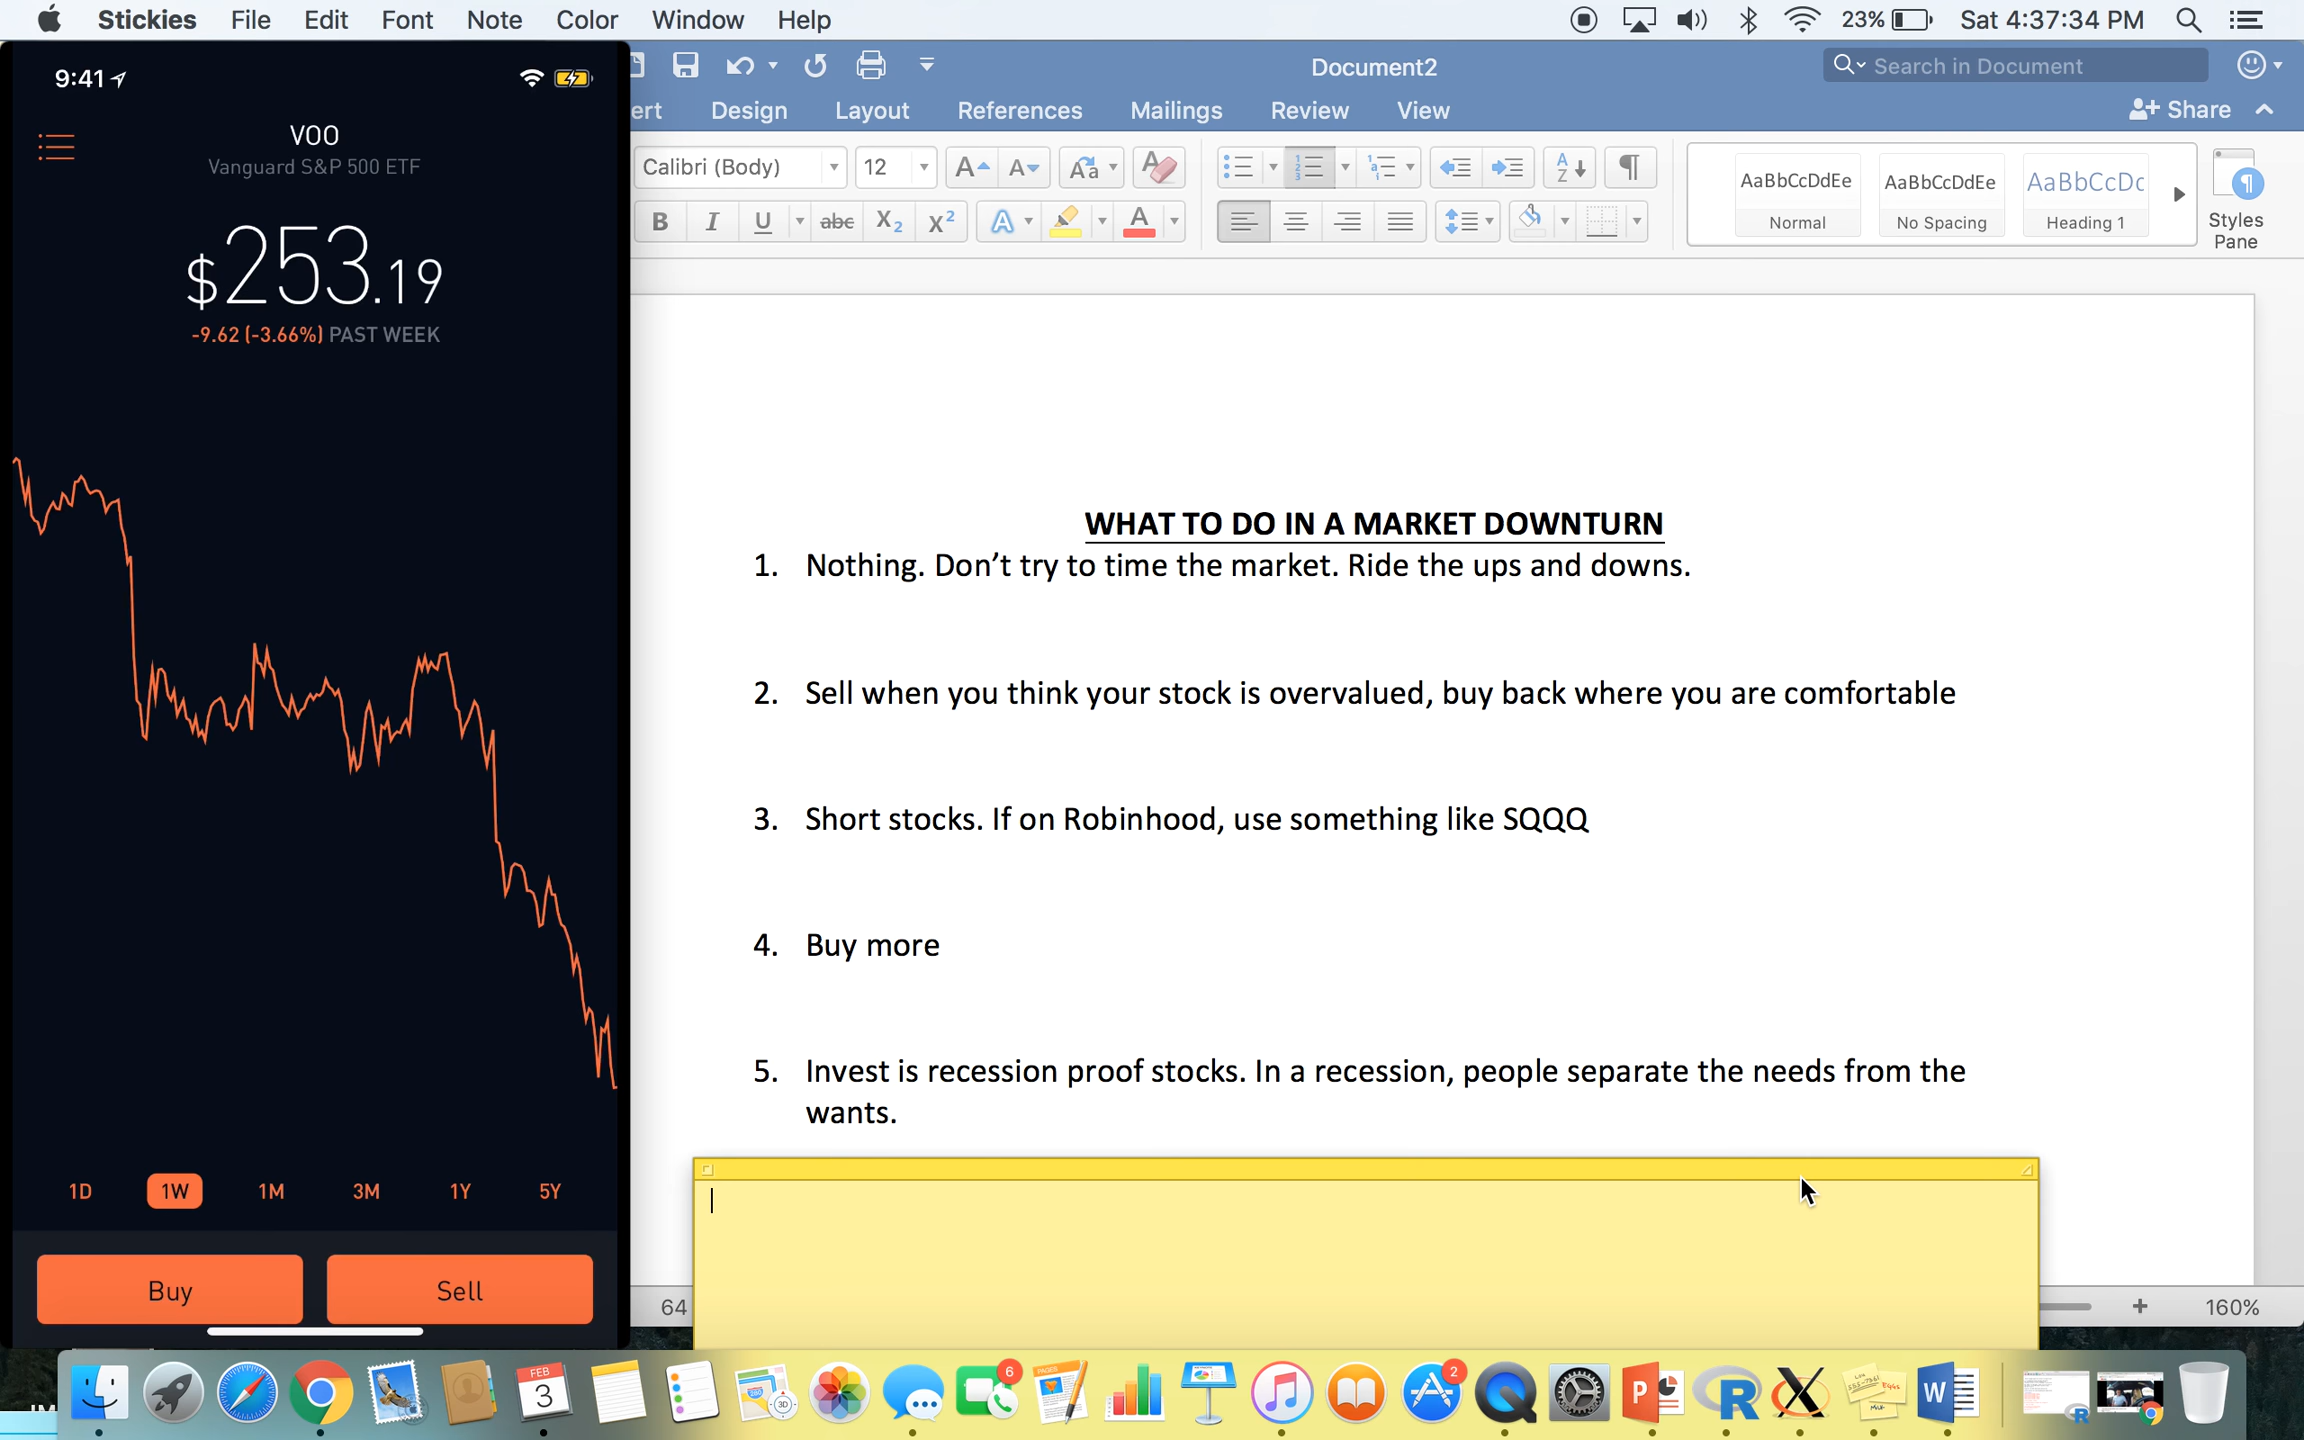 Stickies File Edit Font Note Color Window Help 23% Sat 4:37:34 PM
9:41
VOO
Vanguard S&P 500 ETF
$253.19
-9.62 (-3.66%) PAST WEEK
1D 1W 1M 3M 1Y 5Y
Buy Sell
Document2
Search in Document
ert Design Layout References Mailings Review View
Share
Calibri (Body) 12
AaBbCcDdEe AaBbCcDdEe AaBbCcDc
Normal No Spacing Heading 1
Styles
Pane
WHAT TO DO IN A MARKET DOWNTURN
1. Nothing. Don’t try to time the market. Ride the ups and downs.
2. Sell when you think your stock is overvalued, buy back where you are comfortable
3. Short stocks. If on Robinhood, use something like SQQQ
4. Buy more
5. Invest is recession proof stocks. In a recession, people separate the needs from the
wants.
64
160%
FEB
3
6
PAGES
2